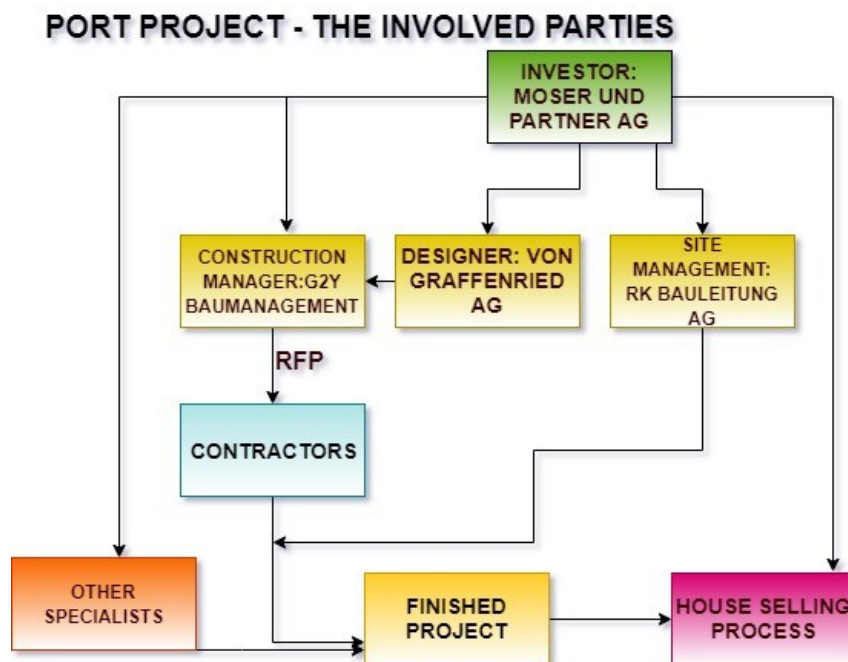 PORT PROJECT - THE INVOLVED PARTIES
INVESTOR:
MOSER UND
PARTNER AG
CONSTRUCTION
MANAGER:G2Y
BAUMANAGEMENT
DESIGNER: VON
GRAFFENRIED
AG
SITE
MANAGEMENT:
RK BAULEITUNG
AG
RFP
CONTRACTORS
OTHER
SPECIALISTS
FINISHED
PROJECT
HOUSE SELLING
PROCESS